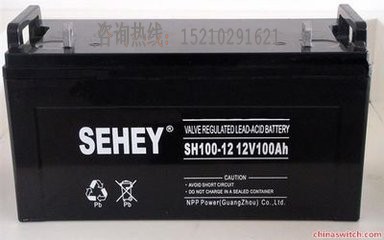 咨询热线: 15210291621
SEHEY®
VALVE REGULATED LEAD-ACID BATTERY
SH100-12 12V100Ah
CAUTION:
● AVOID SHORT CIRCUIT
● DO NOT CHARGE IN A SEALED CONTAINER
NPP Power(GuangZhou) Co., Ltd.
Pb
Pb
chinaswitch.com